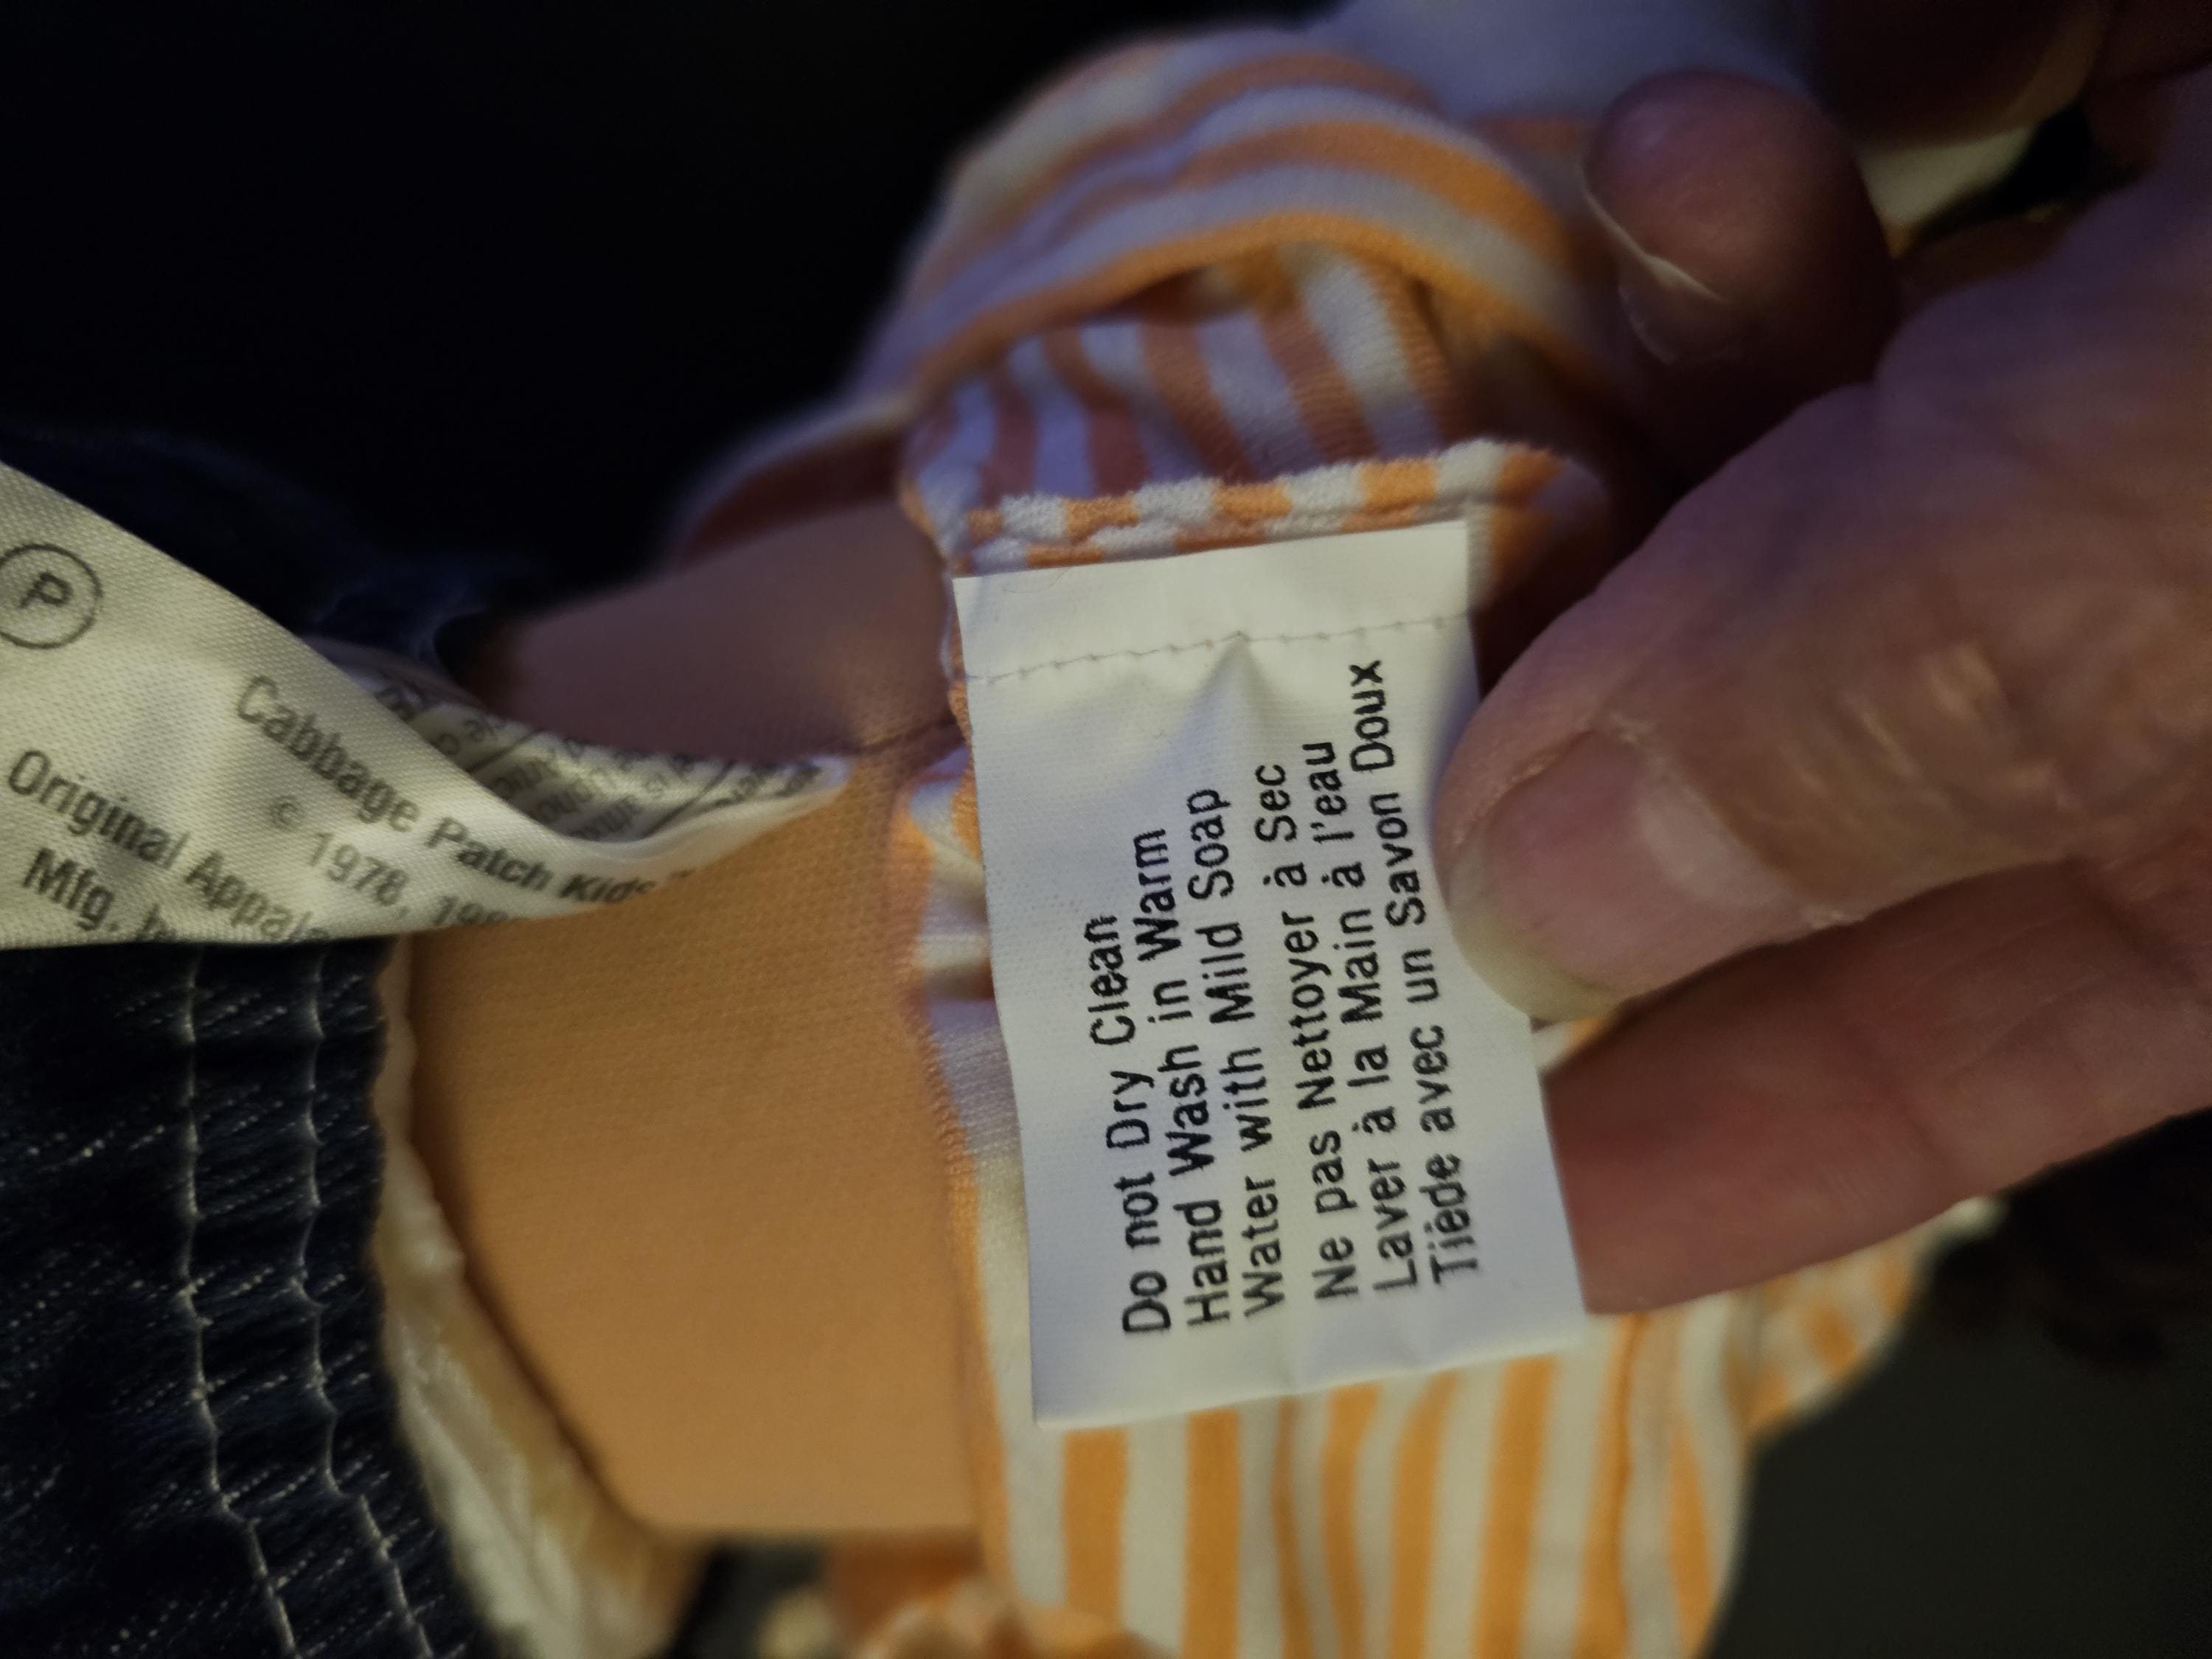 Do not Dry Clean
Hand Wash in Warm
Water with Mild Soap
Ne pas Nettoyer à Sec
Laver à la Main à l'eau
Tiède avec un Savon Doux
P
Cabbage Patch Kids
© 1978,
Original
Mfg.